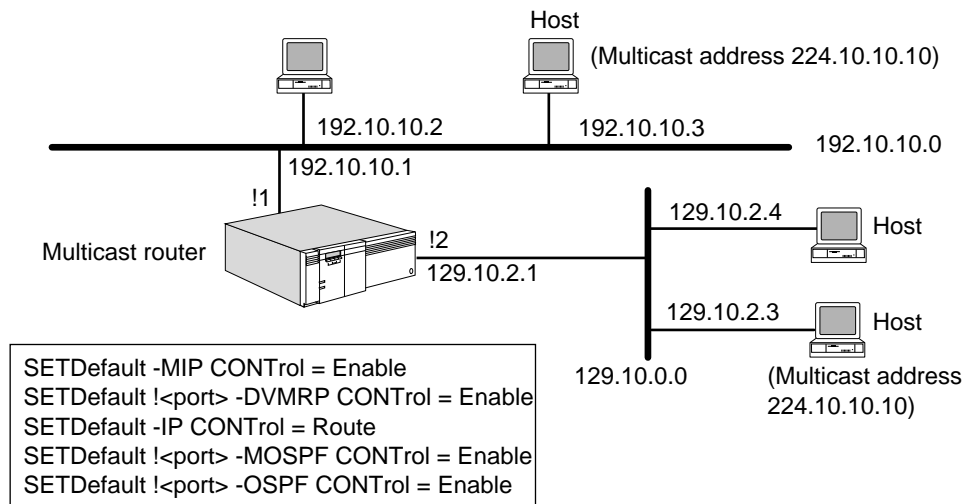 Host
(Multicast address 224.10.10.10)
192.10.10.2
192.10.10.3
192.10.10.0
192.10.10.1
!1
129.10.2.4
Host
Multicast router
!2
129.10.2.1
129.10.2.3
Host
129.10.0.0
(Multicast address
224.10.10.10)
SETDefault -MIP CONTrol = Enable
SETDefault !<port> -DVMRP CONTrol = Enable
SETDefault -IP CONTrol = Route
SETDefault !<port> -MOSPF CONTrol = Enable
SETDefault !<port> -OSPF CONTrol = Enable